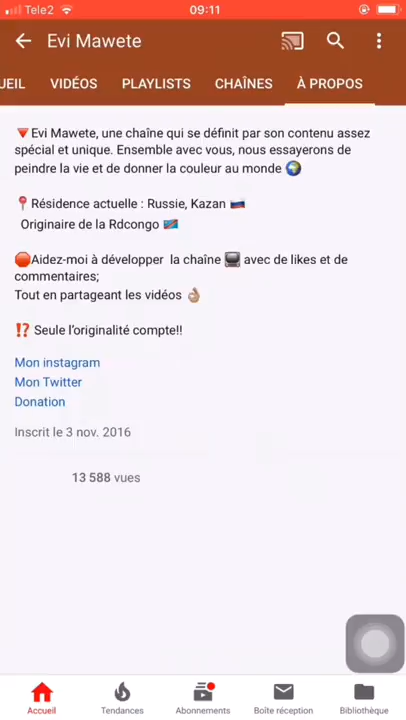 Tele2
09:11
Evi Mawete
UEIL VIDÉOS PLAYLISTS CHAÎNES À PROPOS
🔻Evi Mawete, une chaîne qui se définit par son contenu assez
spécial et unique. Ensemble avec vous, nous essayerons de
peindre la vie et de donner la couleur au monde 🌍
📍Résidence actuelle : Russie, Kazan 🇷🇺
Originaire de la Rdcongo 🇨🇩
🛑Aidez-moi à développer la chaîne 📺 avec de likes et de
commentaires;
Tout en partageant les vidéos 👌🏽
⁉️ Seule l'originalité compte!!
Mon instagram
Mon Twitter
Donation
Inscrit le 3 nov. 2016
13 588 vues
Accueil Tendances Abonnements Boîte réception Bibliothèque